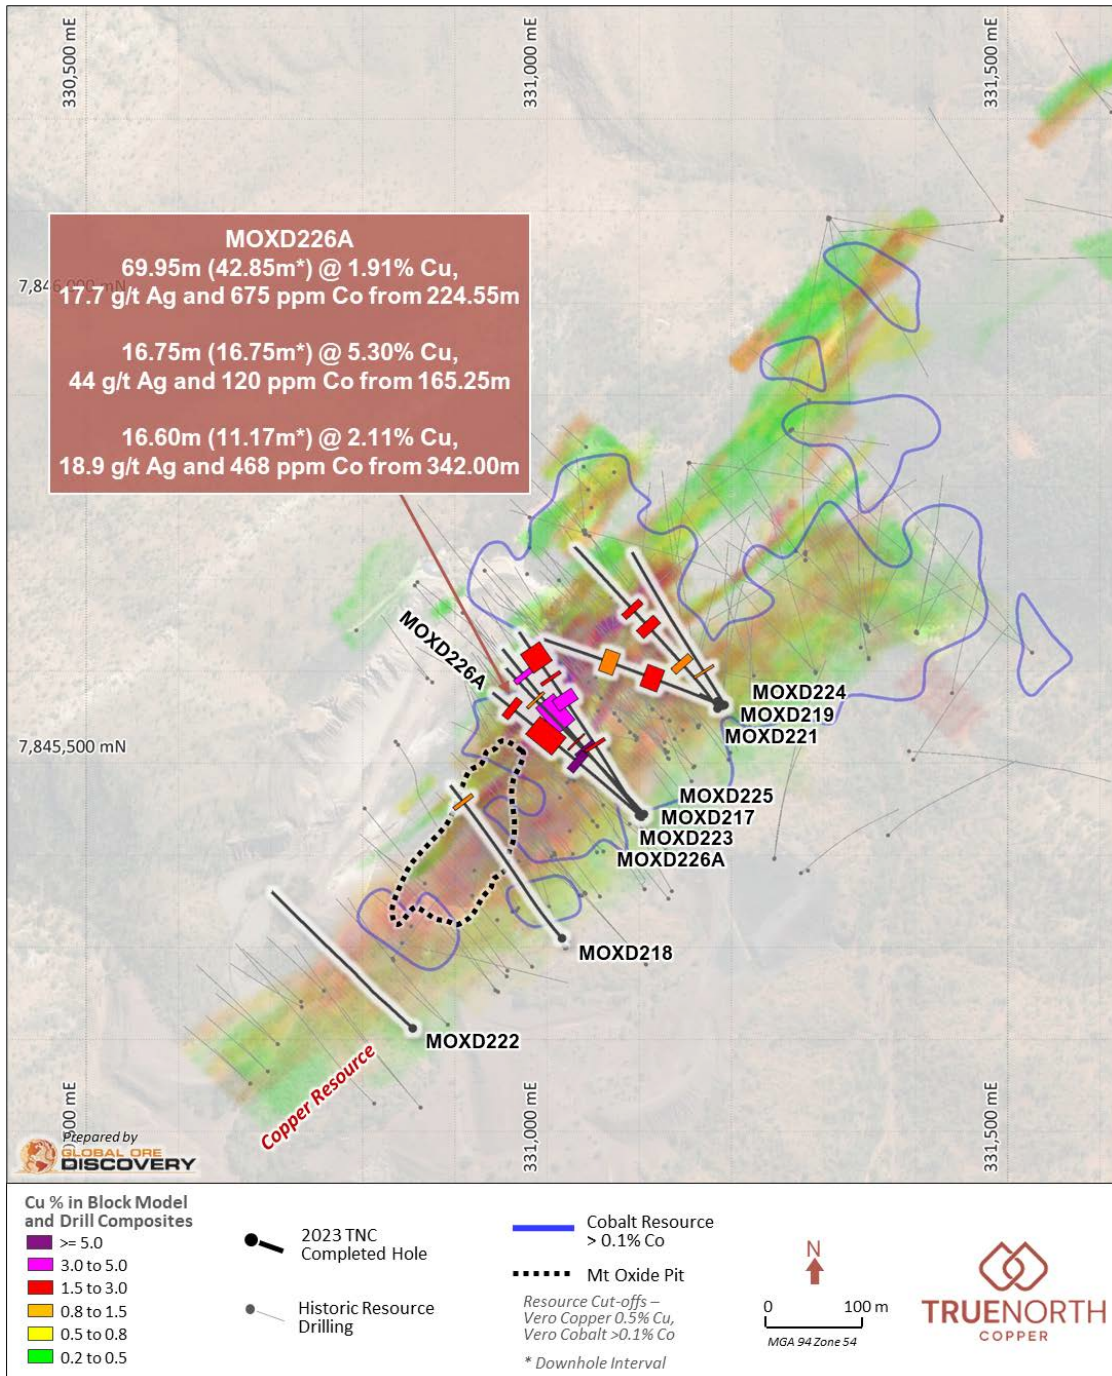 330,500 mE
331,000 mE
331,500 mE
MOXD226A
69.95m (42.85m*) @ 1.91% Cu,
17.7 g/t Ag and 675 ppm Co from 224.55m
16.75m (16.75m*) @ 5.30% Cu,
44 g/t Ag and 120 ppm Co from 165.25m
16.60m (11.17m*) @ 2.11% Cu,
18.9 g/t Ag and 468 ppm Co from 342.00m
7,846,000 mN
MOXD226A
MOXD224
MOXD219
MOXD221
7,845,500 mN
MOXD225
MOXD217
MOXD223
MOXD226A
MOXD218
MOXD222
Copper Resource
500 mE
331,000 mE
331,500 mE
Prepared by
GLOBAL ORE
DISCOVERY
Cu % in Block Model
and Drill Composites
>= 5.0
3.0 to 5.0
1.5 to 3.0
0.8 to 1.5
0.5 to 0.8
0.2 to 0.5
2023 TNC
Completed Hole
Historic Resource
Drilling
Cobalt Resource
> 0.1% Co
Mt Oxide Pit
Resource Cut-offs –
Vero Copper 0.5% Cu,
Vero Cobalt >0.1% Co
* Downhole Interval
N
0 100 m
MGA 94 Zone 54
TRUENORTH
COPPER